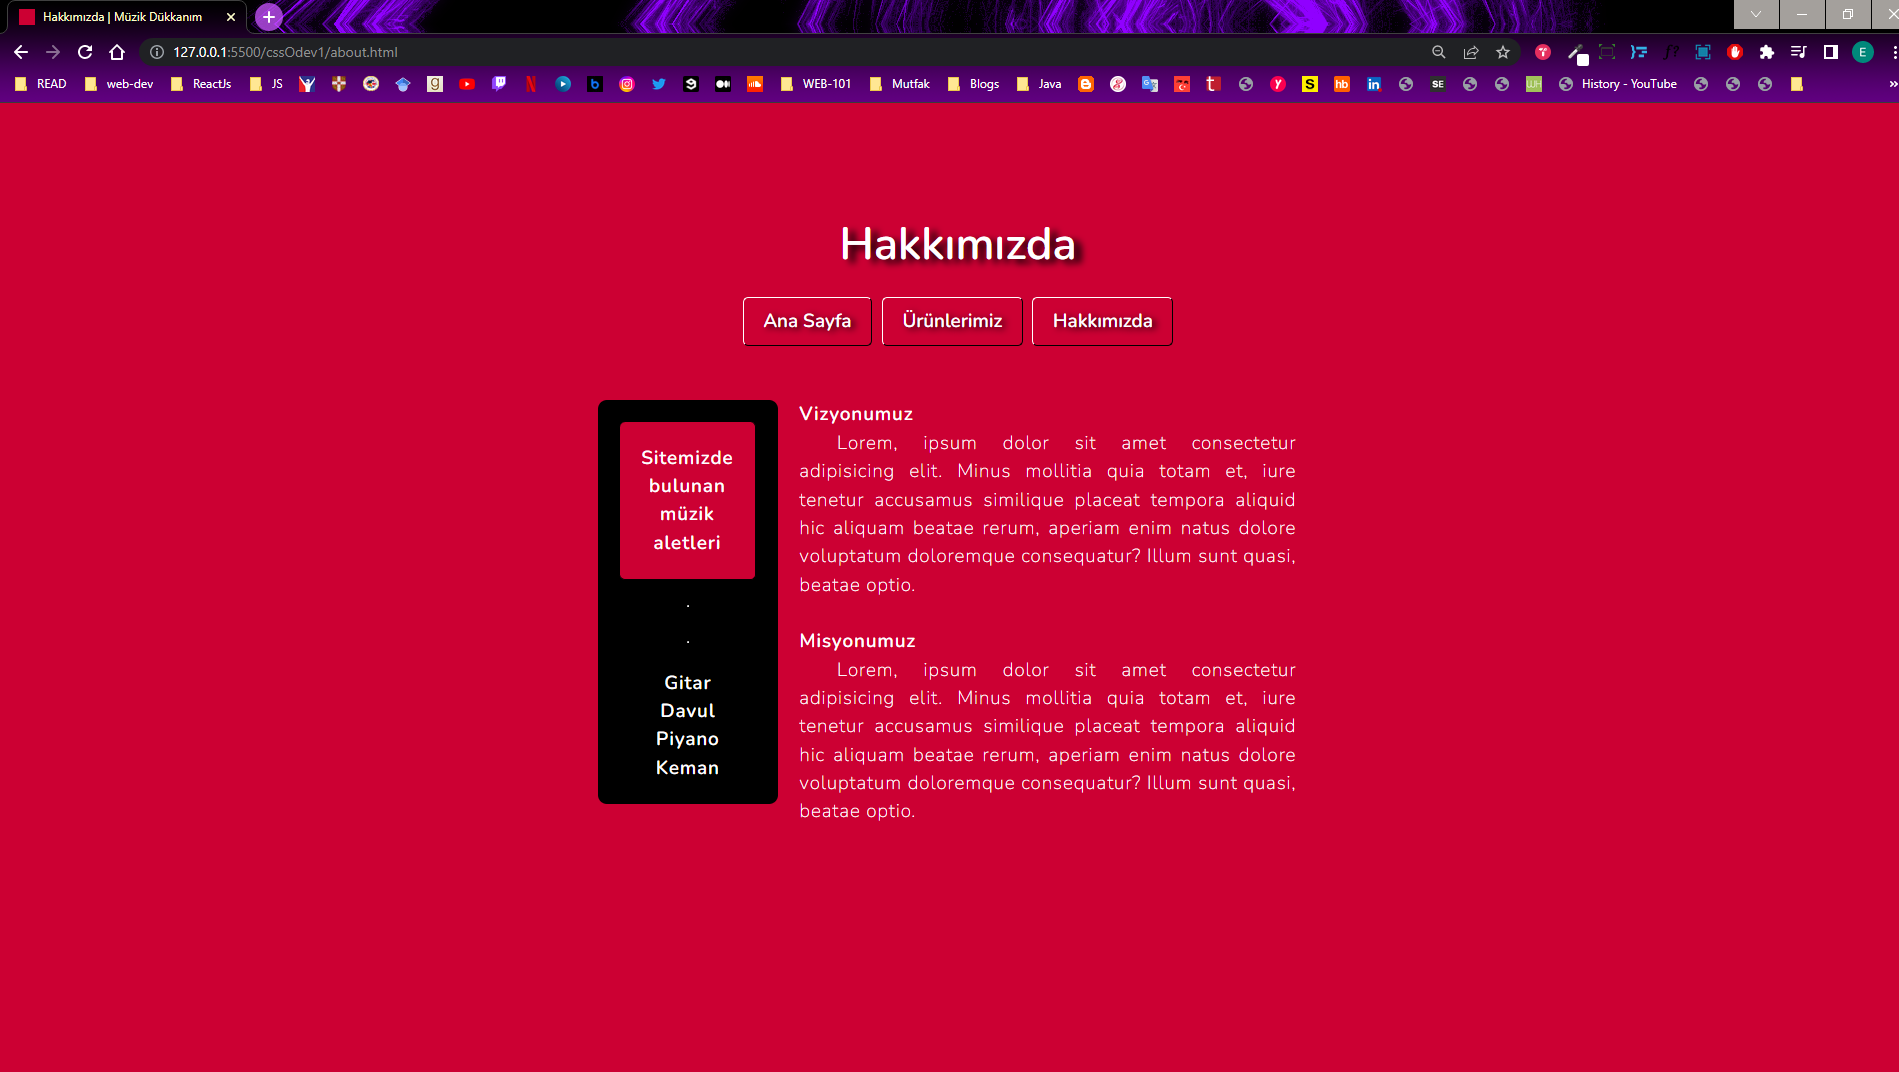 Hakkımızda | Müzik Dükkanım
127.0.0.1:5500/cssOdev1/about.html
E
READ web-dev ReactJs JS WEB-101 Mutfak Blogs Java History - YouTube
Hakkımızda
Ana Sayfa Ürünlerimiz Hakkımızda
Sitemizde
bulunan
müzik
aletleri
.
.
Gitar
Davul
Piyano
Keman
Vizyonumuz
Lorem, ipsum dolor sit amet consectetur
adipisicing elit. Minus mollitia quia totam et, iure
tenetur accusamus similique placeat tempora aliquid
hic aliquam beatae rerum, aperiam enim natus dolore
voluptatum doloremque consequatur? Illum sunt quasi,
beatae optio.
Misyonumuz
Lorem, ipsum dolor sit amet consectetur
adipisicing elit. Minus mollitia quia totam et, iure
tenetur accusamus similique placeat tempora aliquid
hic aliquam beatae rerum, aperiam enim natus dolore
voluptatum doloremque consequatur? Illum sunt quasi,
beatae optio.